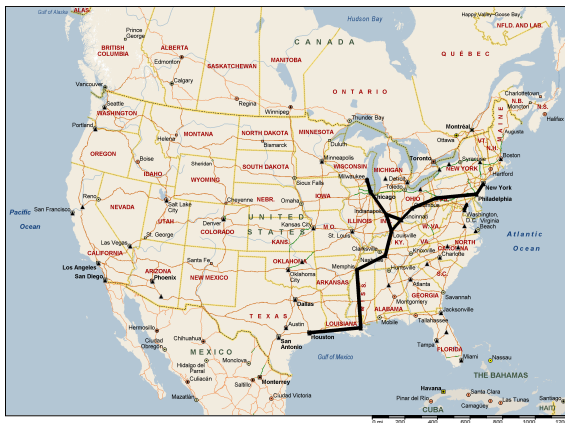 Gulf of Alaska
ALAS
Hudson Bay
Happy Valley-Goose Bay
NFLD. AND LAB.
Prince
George
C A N A D A
BRITISH
COLUMBIA
ALBERTA
Edmonton
SASKATCHEWAN
MANITOBA
Q U É B E C
Calgary
O N T A R I O
Vancouver
Regina
Winnipeg
Charlottetown
N.B.
Moncton
N.S.
Halifax
Seattle
WASHINGTON
Thunder Bay
Montréal
Ottawa
MAINE
Augusta
Portland
Helena
MONTANA
NORTH DAKOTA
Bismarck
MINNESOTA
Duluth
VT.
N.H.
Toronto
Boston
OREGON
Boise
IDAHO
Sheridan
SOUTH DAKOTA
Minneapolis
WISCONSIN
Milwaukee
MICHIGAN
Detroit
Syracuse
NEW YORK
Hartford
WYOMING
Sioux Falls
Toledo
New York
Philadelphia
Reno
NEVADA
Salt Lake
City
Cheyenne
NEBR.
Omaha
IOWA
Chicago
OHIO
Pacific
Ocean
San Francisco
UTAH
Denver
COLORADO
U N I T E D
S T A T E S
Kansas City
MO.
ILLINOIS
Indianapolis
IN.
Cincinnati
Washington,
D.C.
Virginia
Beach
Atlantic
Ocean
St. George
KANS.
St. Louis
Louisville
KY.
W. VA.
VA.
Las Vegas
CALIFORNIA
Santa Fe
Clarksville
Nashville
Knoxville
NORTH
CAROLINA
Charlotte
Los Angeles
San Diego
ARIZONA
Phoenix
NEW MEXICO
OKLAHOMA
Oklahoma
City
ARKANSAS
Memphis
Huntsville
Atlanta
S.C.
Dallas
Montgomery
GEORGIA
Savannah
T E X A S
LOUISIANA
ALABAMA
Mobile
Tallahassee
Jacksonville
Austin
San
Antonio
Houston
Hermosillo
Ciudad
Obregón
Chihuahua
M E X I C O
Gulf of Mexico
FLORIDA
Tampa
Miami
Nassau
Hidalgo del
Parral
Monclova
THE BAHAMAS
Culiacán
Saltillo
Monterrey
Mazatlán
Ciudad Victoria
Havana
Santa Clara
Pinar del Rio
CUBA
Camagüey
Las Tunas
Santiago
HAITI
0 mi
200
400
600
800
1000